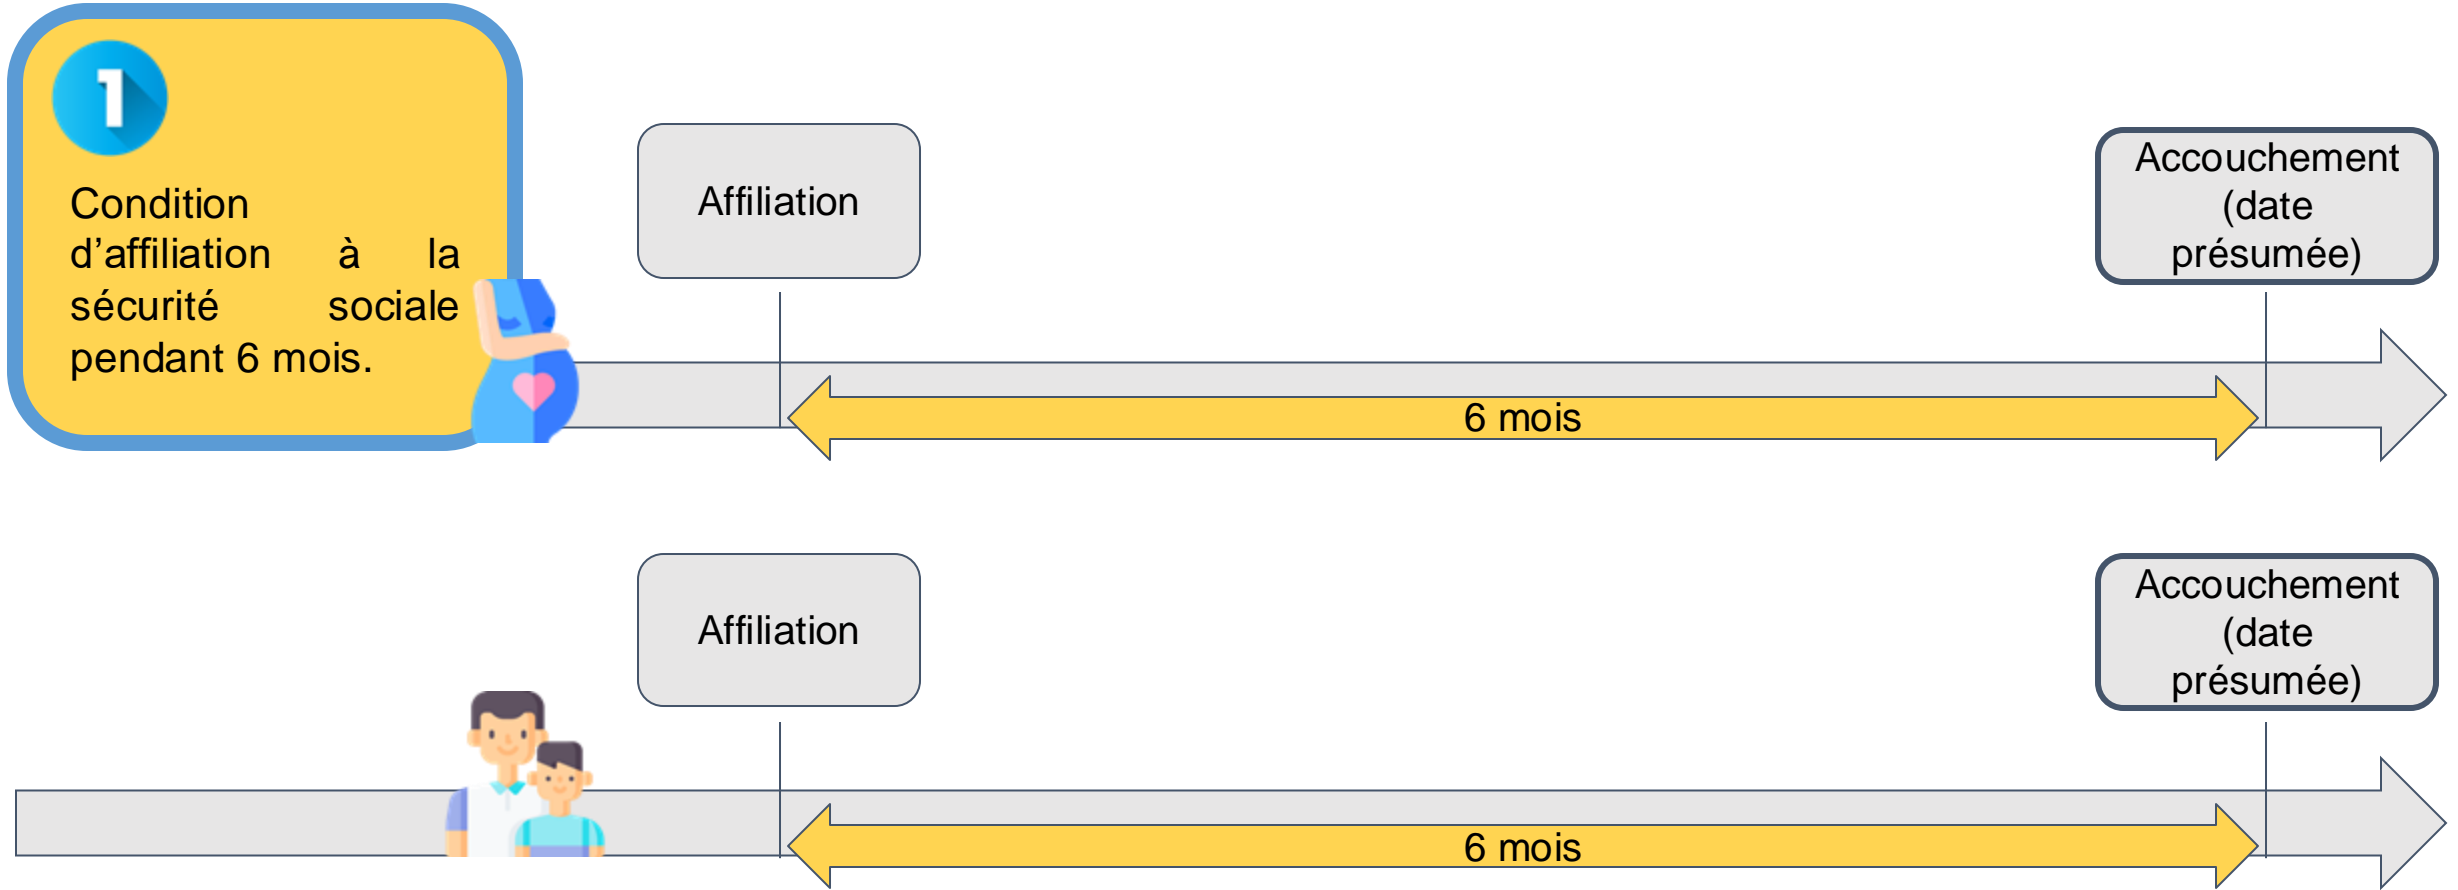 1
Condition
d’affiliation à la
sécurité sociale
pendant 6 mois.
Affiliation
Accouchement
(date
présumée)
6 mois
Affiliation
Accouchement
(date
présumée)
6 mois